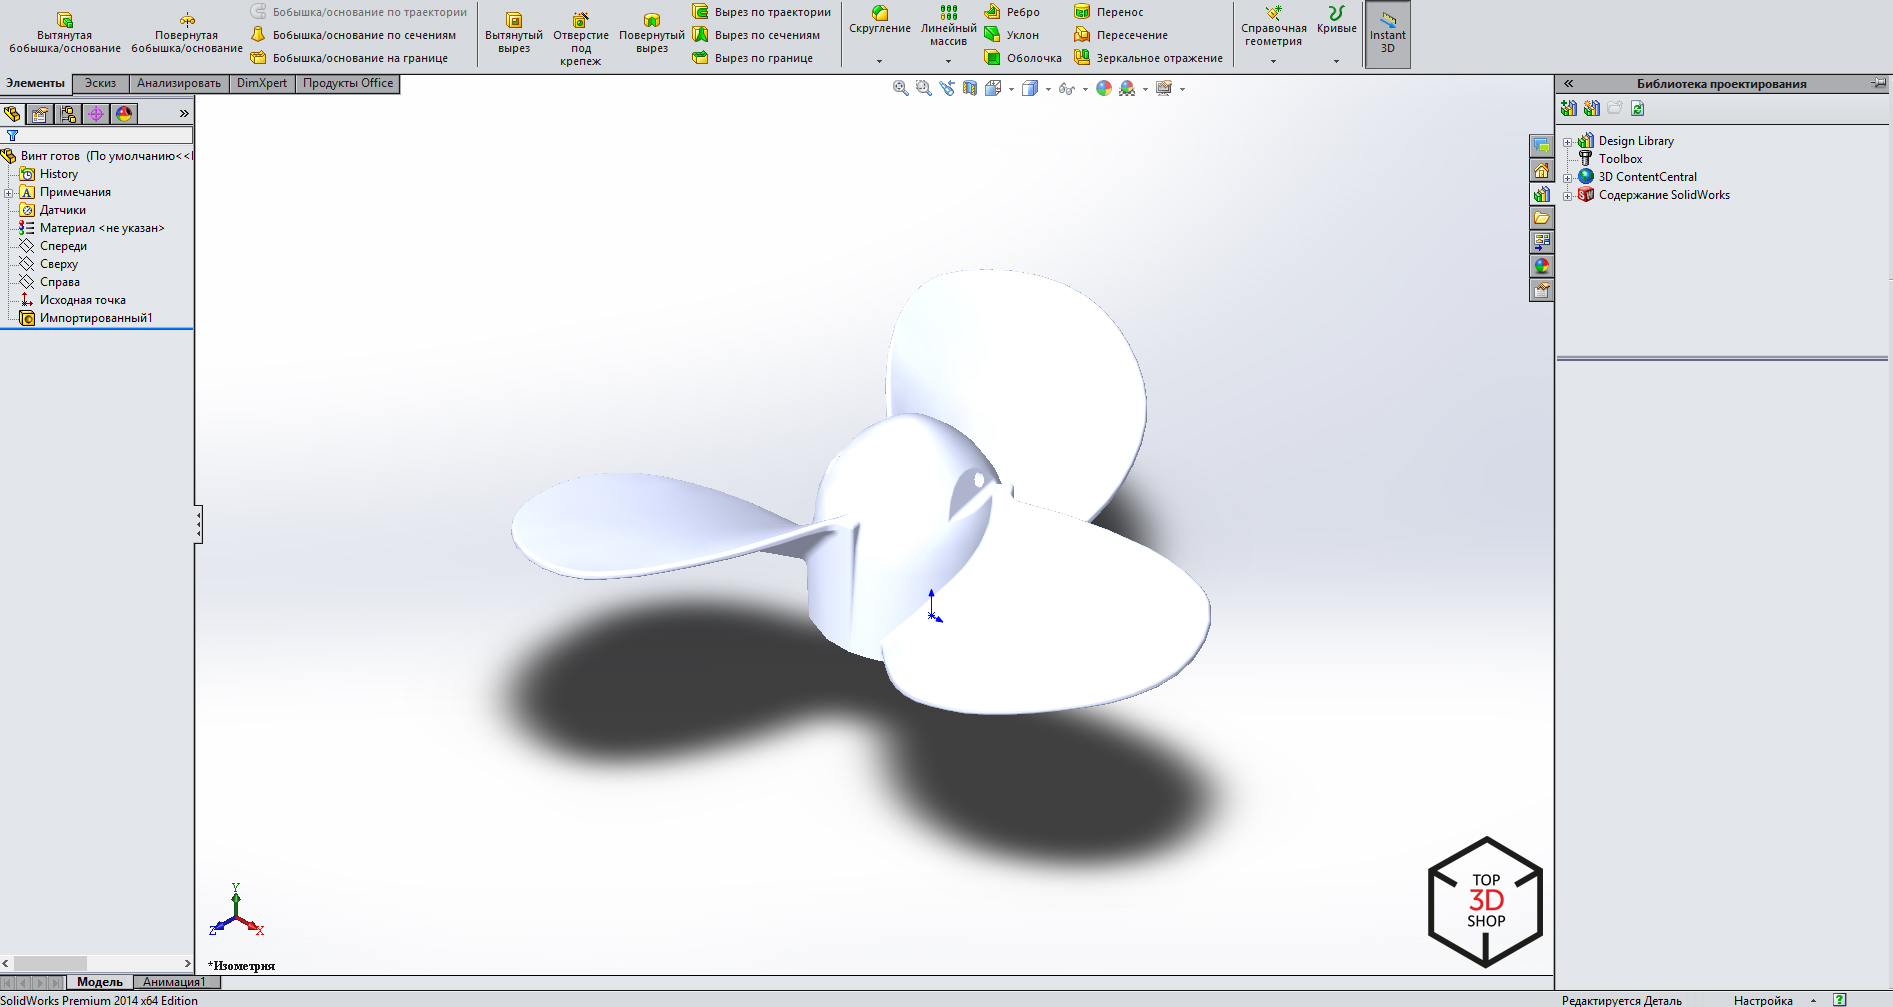 Вытянутая
бобышка/основание
Повернутая
бобышка/основание
Бобышка/основание по траектории
Бобышка/основание по сечениям
Бобышка/основание на границе
Вытянутый
вырез
Отверстие
под
крепеж
Повернутый
вырез
Вырез по траектории
Вырез по сечениям
Вырез по границе
Скругление
Линейный
массив
Ребро
Уклон
Оболочка
Перенос
Пересечение
Зеркальное отражение
Справочная
геометрия
Кривые
Instant
3D
Элементы
Эскиз
Анализировать
DimXpert
Продукты Office
Винт готов (По умолчанию<<
History
Примечания
Датчики
Материал <не указан>
Спереди
Сверху
Справа
Исходная точка
Импортированный1
Библиотека проектирования
Design Library
Toolbox
3D ContentCentral
Содержание SolidWorks
Y
Z
X
*Изометрия
TOP
3D
SHOP
Модель
Анимация1
SolidWorks Premium 2014 x64 Edition
Редактируется Деталь
Настройка